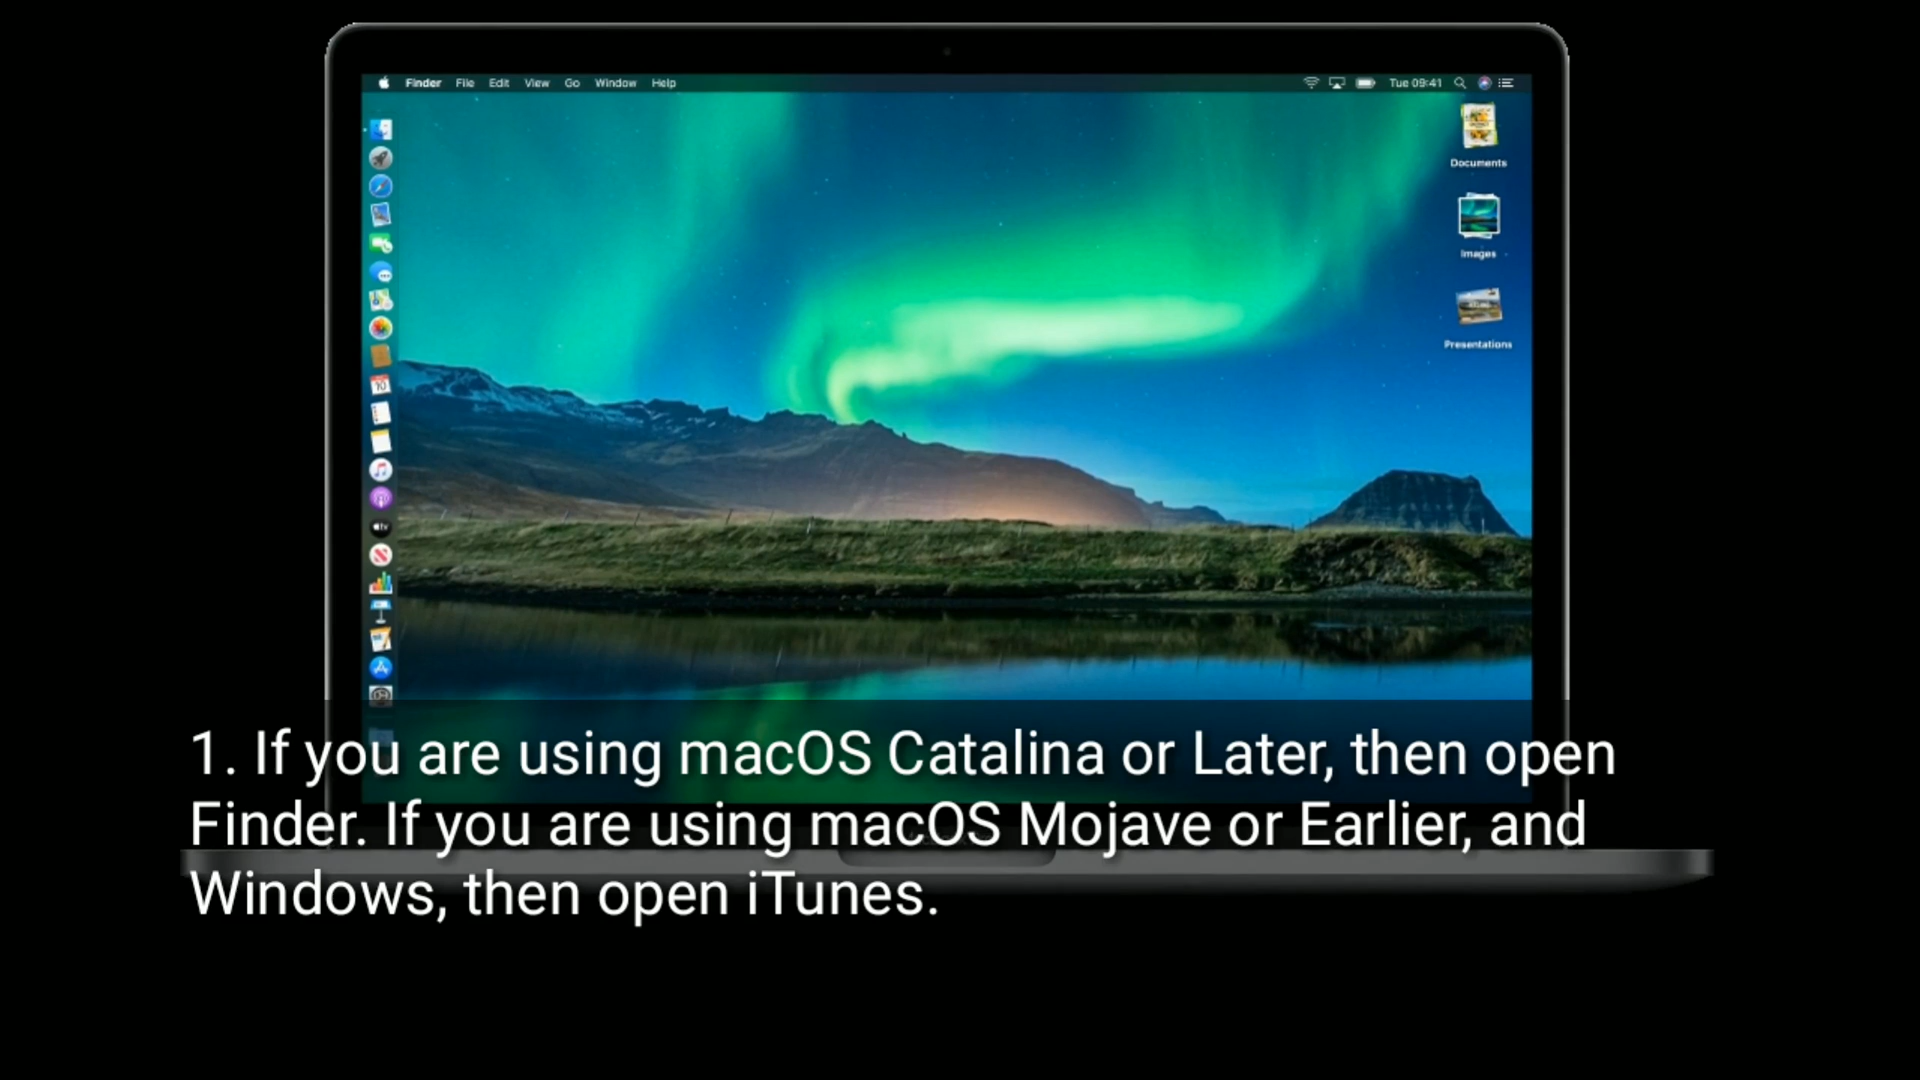 Finder File Edit View Go Window Help
Tue 09:41
Documents
Images
Presentations
10
tv
1. If you are using macOS Catalina or Later, then open
Finder. If you are using macOS Mojave or Earlier, and
Windows, then open iTunes.